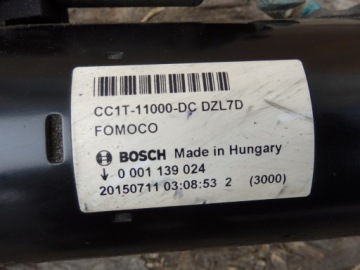 CC1T-11000-DC DZL7D
FOMOCO
BOSCH Made in Hungary
↓ 0 001 139 024
20150711 03:08:53 2 (3000)